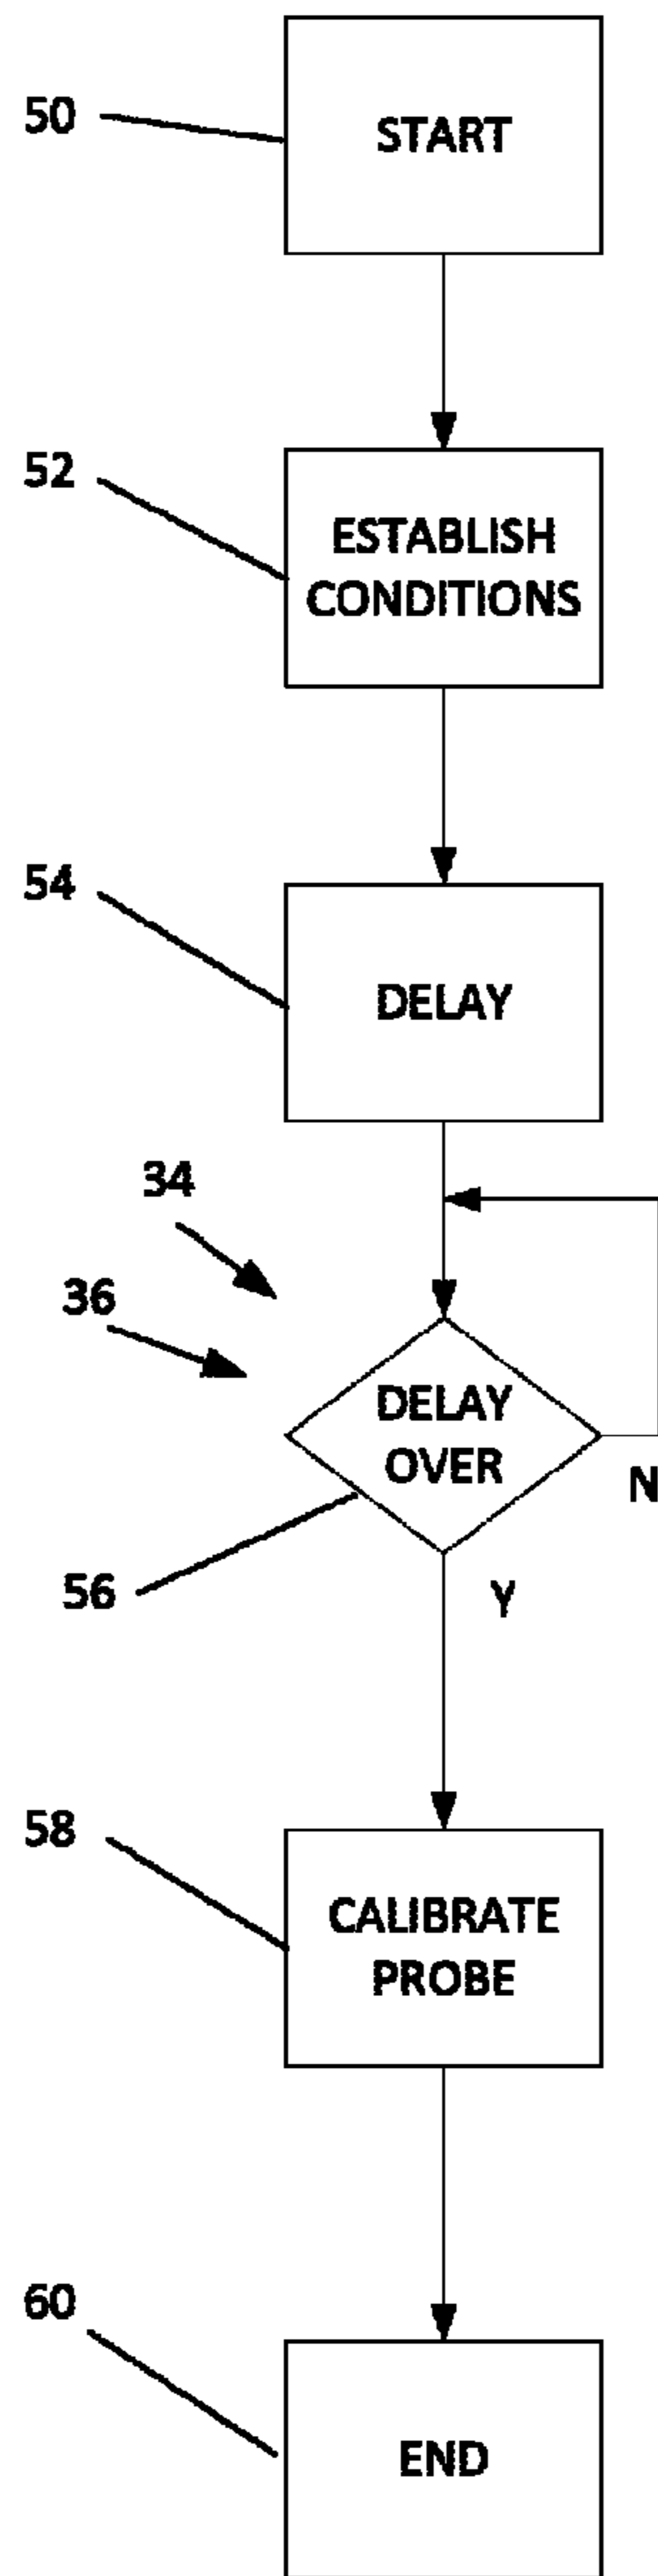 50
START
52
ESTABLISH
CONDITIONS
54
DELAY
34
36
DELAY
OVER
N
56
Y
58
CALIBRATE
PROBE
60
END